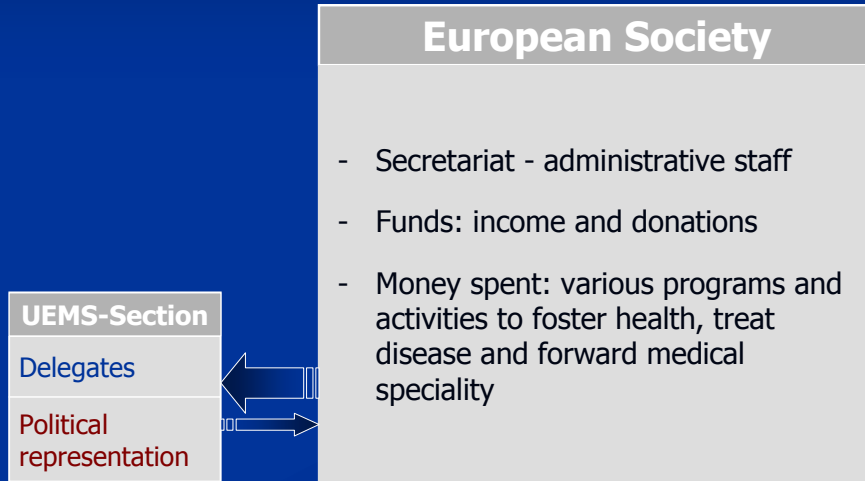 European Society
- Secretariat - administrative staff
- Funds: income and donations
- Money spent: various programs and
activities to foster health, treat
disease and forward medical
speciality
UEMS-Section
Delegates
Political
representation